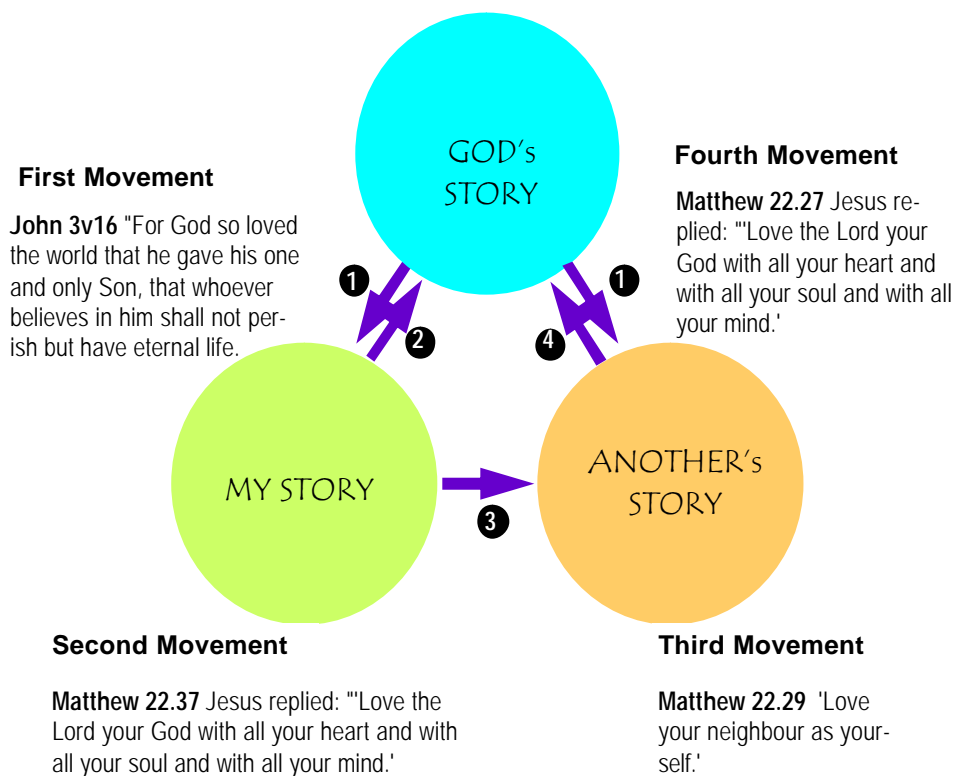 GOD's
STORY
First Movement
John 3v16 "For God so loved
the world that he gave his one
and only Son, that whoever
believes in him shall not per-
ish but have eternal life.
Fourth Movement
Matthew 22.27 Jesus re-
plied: "'Love the Lord your
God with all your heart and
with all your soul and with all
your mind.'
1
1
2
4
MY STORY
3
ANOTHER's
STORY
Second Movement
Matthew 22.37 Jesus replied: "'Love the
Lord your God with all your heart and with
all your soul and with all your mind.'
Third Movement
Matthew 22.29 'Love
your neighbour as your-
self.'